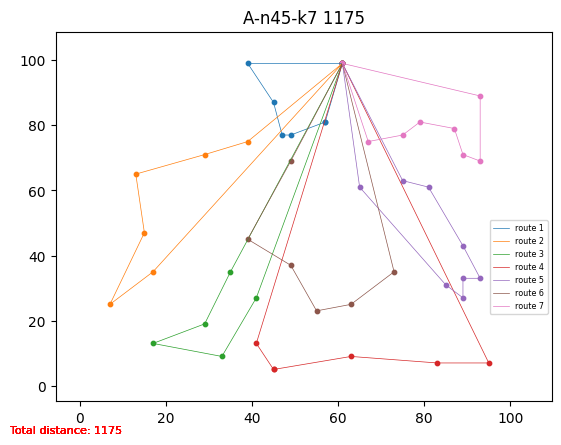 A-n45-k7 1175
100
80
60
40
20
0
route 1
route 2
route 3
route 4
route 5
route 6
route 7
0 20 40 60 80 100
Total distance: 1175